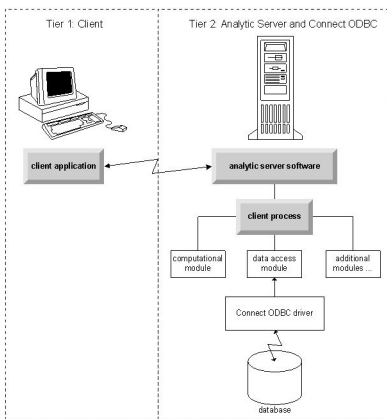 Tier 1: Client
Tier 2: Analytic Server and Connect ODBC
client application
analytic server software
client process
computational
module
data access
module
additional
modules ...
Connect ODBC driver
database